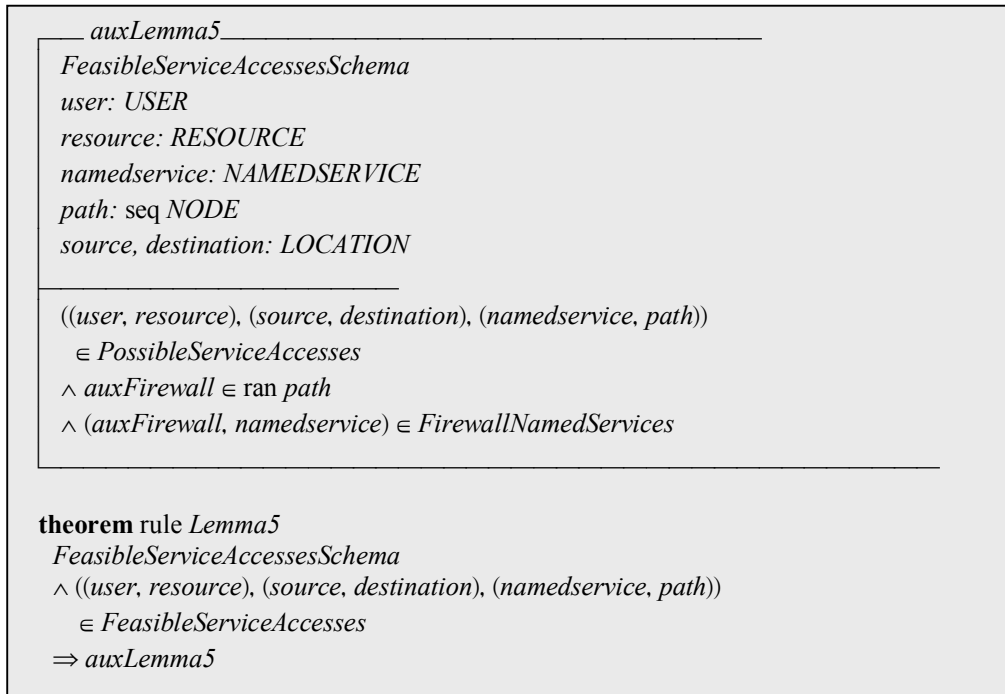 auxLemma5
FeasibleServiceAccessesSchema
user: USER
resource: RESOURCE
namedservice: NAMEDSERVICE
path: seq NODE
source, destination: LOCATION
((user, resource), (source, destination), (namedservice, path))
∈ PossibleServiceAccesses
∧ auxFirewall ∈ ran path
∧ (auxFirewall, namedservice) ∈ FirewallNamedServices
theorem rule Lemma5
FeasibleServiceAccessesSchema
∧ ((user, resource), (source, destination), (namedservice, path))
∈ FeasibleServiceAccesses
⇒ auxLemma5